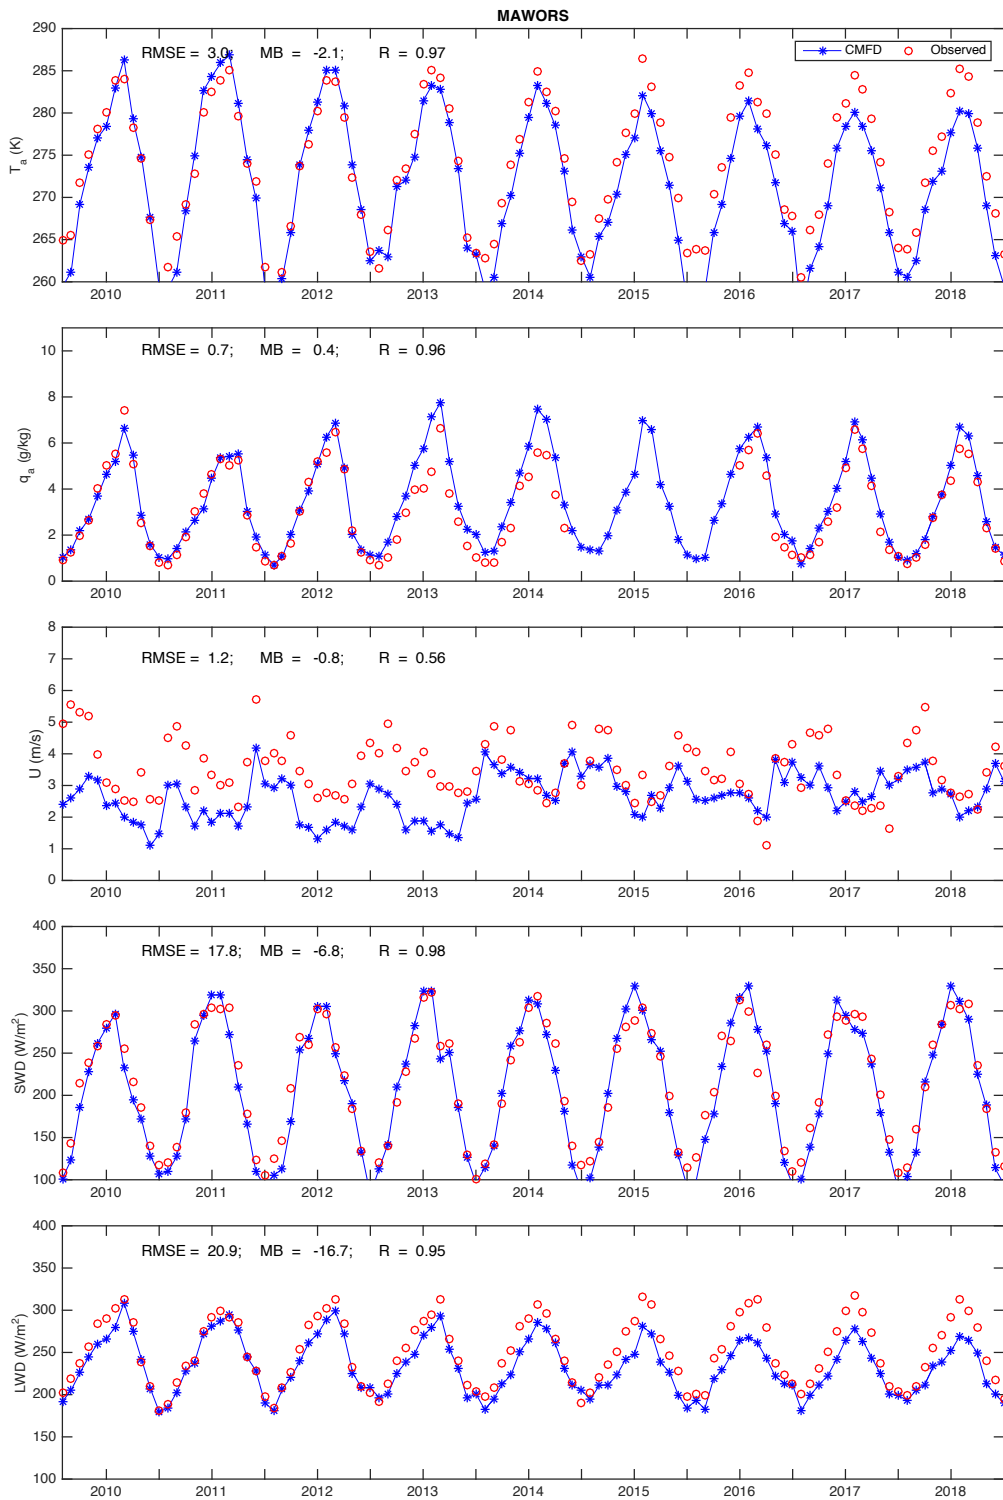 MAWORS
RMSE = 3.0; MB = -2.1; R = 0.97
CMFD
Observed
290
285
280
275
270
265
260
T_a (K)
2010 2011 2012 2013 2014 2015 2016 2017 2018
RMSE = 0.7; MB = 0.4; R = 0.96
10
8
6
4
2
0
q_a (g/kg)
2010 2011 2012 2013 2014 2015 2016 2017 2018
RMSE = 1.2; MB = -0.8; R = 0.56
8
7
6
5
4
3
2
1
0
U (m/s)
2010 2011 2012 2013 2014 2015 2016 2017 2018
RMSE = 17.8; MB = -6.8; R = 0.98
400
350
300
250
200
150
100
SWD (W/m²)
2010 2011 2012 2013 2014 2015 2016 2017 2018
RMSE = 20.9; MB = -16.7; R = 0.95
400
350
300
250
200
150
100
LWD (W/m²)
2010 2011 2012 2013 2014 2015 2016 2017 2018